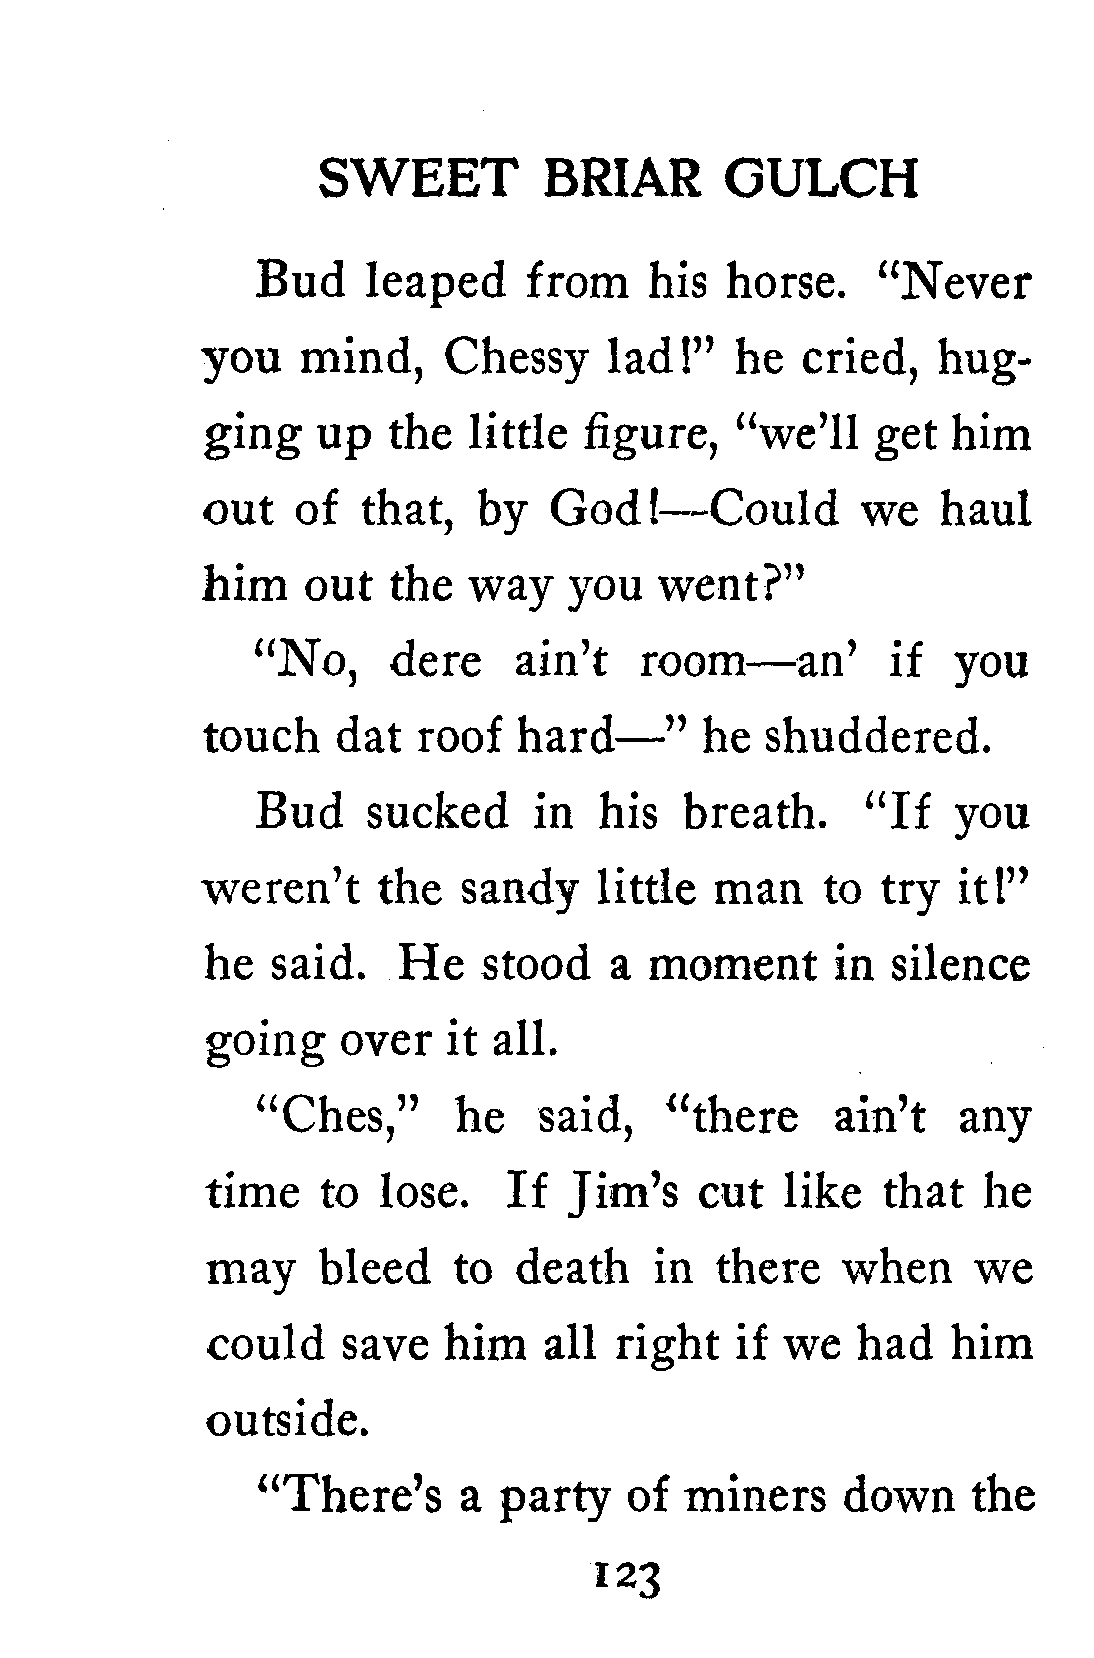 SWEET BRIAR GULCH
Bud leaped from his horse. “Never
you mind, Chessy lad!” he cried, hug-
ging up the little figure, “we’ll get him
out of that, by God!—Could we haul
him out the way you went?”
“No, dere ain’t room—an’ if you
touch dat roof hard—” he shuddered.
Bud sucked in his breath. “If you
weren’t the sandy little man to try it!”
he said. He stood a moment in silence
going over it all.
“Ches,” he said, “there ain’t any
time to lose. If Jim’s cut like that he
may bleed to death in there when we
could save him all right if we had him
outside.
“There’s a party of miners down the
123